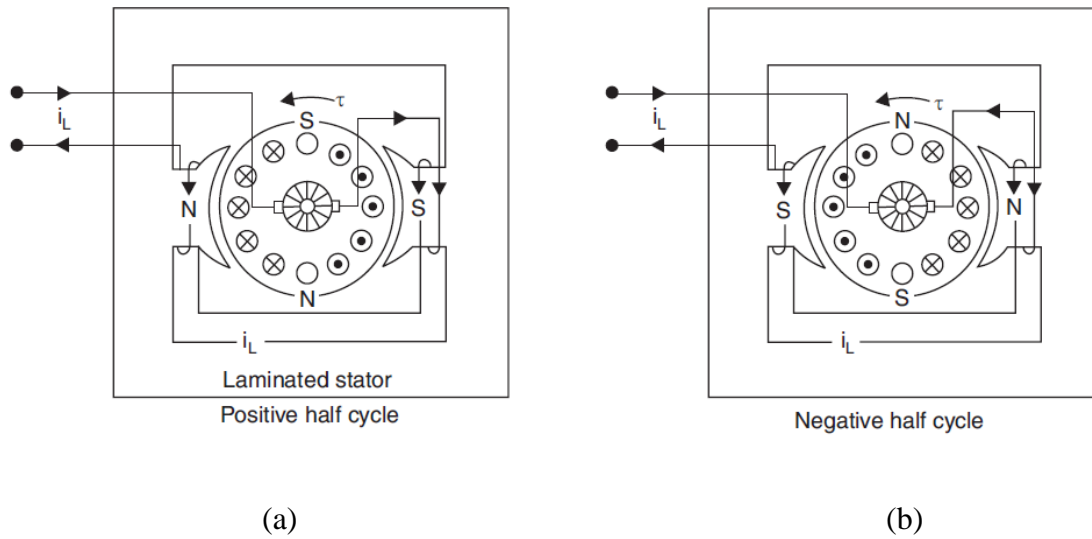 τ
S
i_L
N
S
N
i_L
Laminated stator
Positive half cycle
(a)
τ
N
i_L
S
N
S
i_L
Negative half cycle
(b)